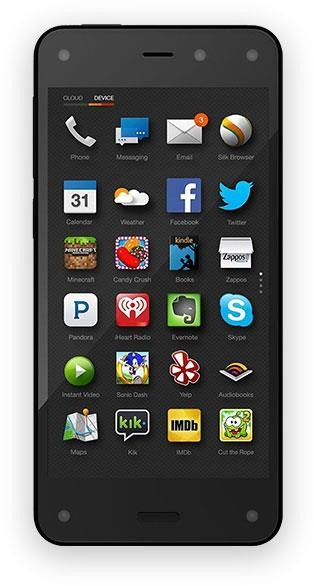 CLOUD DEVICE
3
Phone Messaging Email Silk Browser
31
Calendar Weather Facebook Twitter
MINECRAFT kindle Zappos
Minecraft Candy Crush Books Zappos
Pandora iHeart Radio Evernote Skype
Instant Video Sonic Dash Yelp Audiobooks
kik IMDb
Maps Kik IMDb Cut the Rope